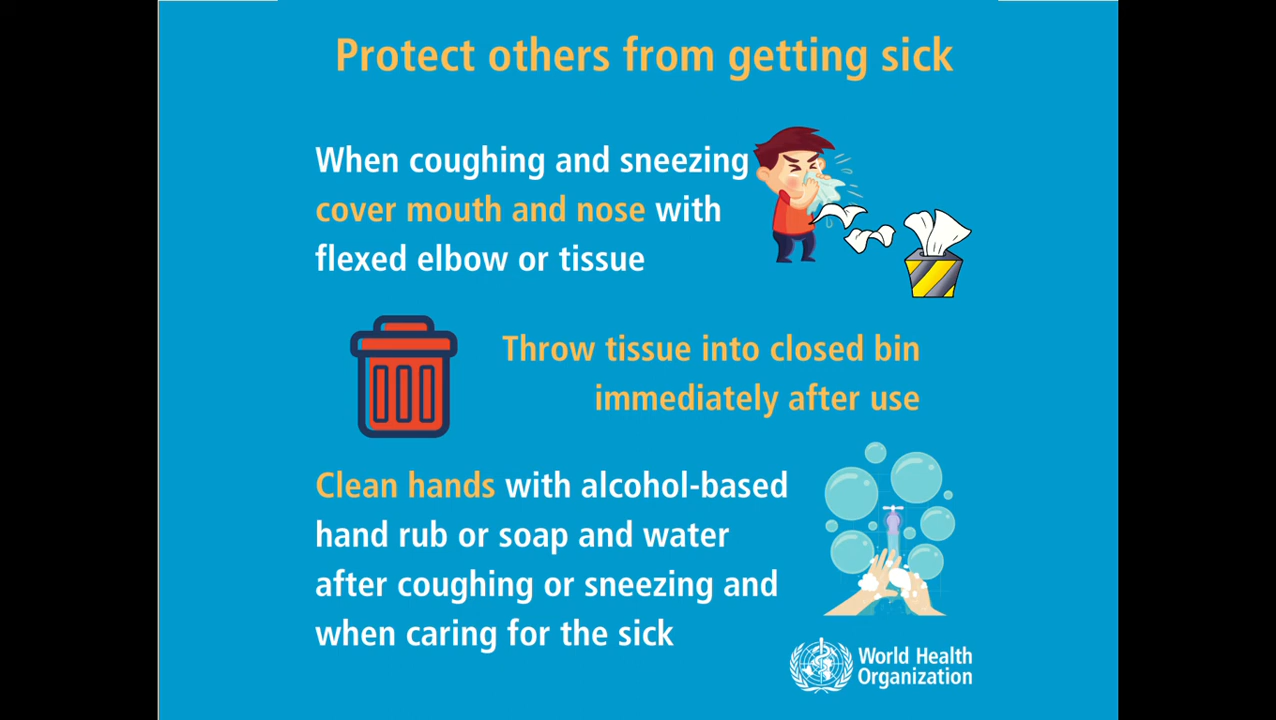 Protect others from getting sick
When coughing and sneezing
cover mouth and nose with
flexed elbow or tissue
Throw tissue into closed bin
immediately after use
Clean hands with alcohol-based
hand rub or soap and water
after coughing or sneezing and
when caring for the sick
World Health
Organization